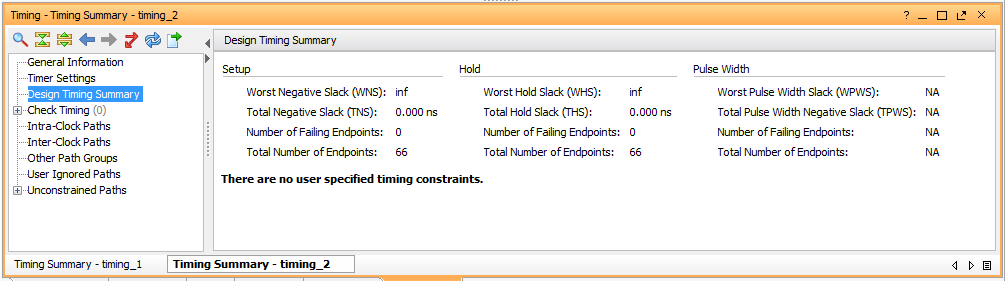 Timing - Timing Summary - timing_2
General Information
Timer Settings
Design Timing Summary
Check Timing (0)
Intra-Clock Paths
Inter-Clock Paths
Other Path Groups
User Ignored Paths
Unconstrained Paths
Design Timing Summary
Setup Hold Pulse Width
Worst Negative Slack (WNS): inf Worst Hold Slack (WHS): inf Worst Pulse Width Slack (WPWS): NA
Total Negative Slack (TNS): 0.000 ns Total Hold Slack (THS): 0.000 ns Total Pulse Width Negative Slack (TPWS): NA
Number of Failing Endpoints: 0 Number of Failing Endpoints: 0 Number of Failing Endpoints: NA
Total Number of Endpoints: 66 Total Number of Endpoints: 66 Total Number of Endpoints: NA
There are no user specified timing constraints.
Timing Summary - timing_1 Timing Summary - timing_2